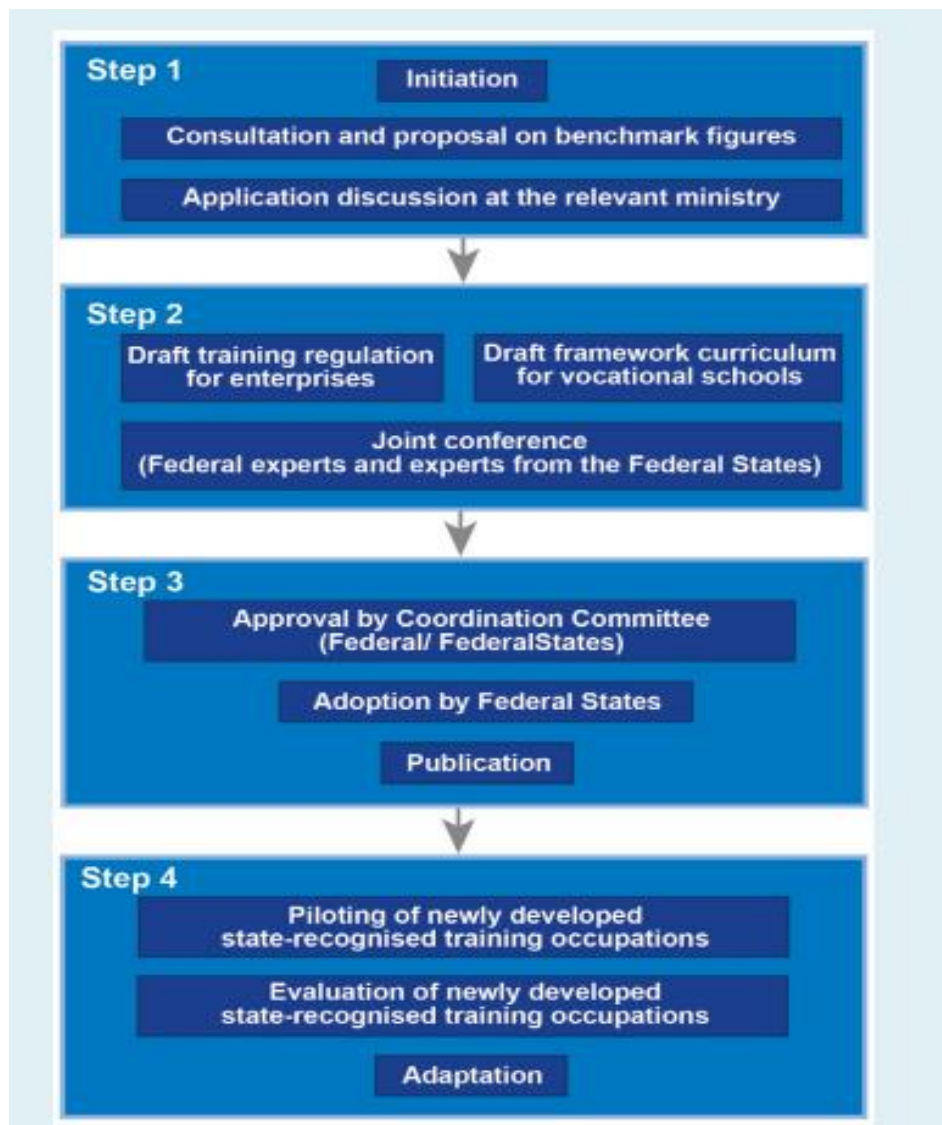 Step 1
Initiation
Consultation and proposal on benchmark figures
Application discussion at the relevant ministry
Step 2
Draft training regulation
for enterprises
Draft framework curriculum
for vocational schools
Joint conference
(Federal experts and experts from the Federal States)
Step 3
Approval by Coordination Committee
(Federal/ FederalStates)
Adoption by Federal States
Publication
Step 4
Piloting of newly developed
state-recognised training occupations
Evaluation of newly developed
state-recognised training occupations
Adaptation